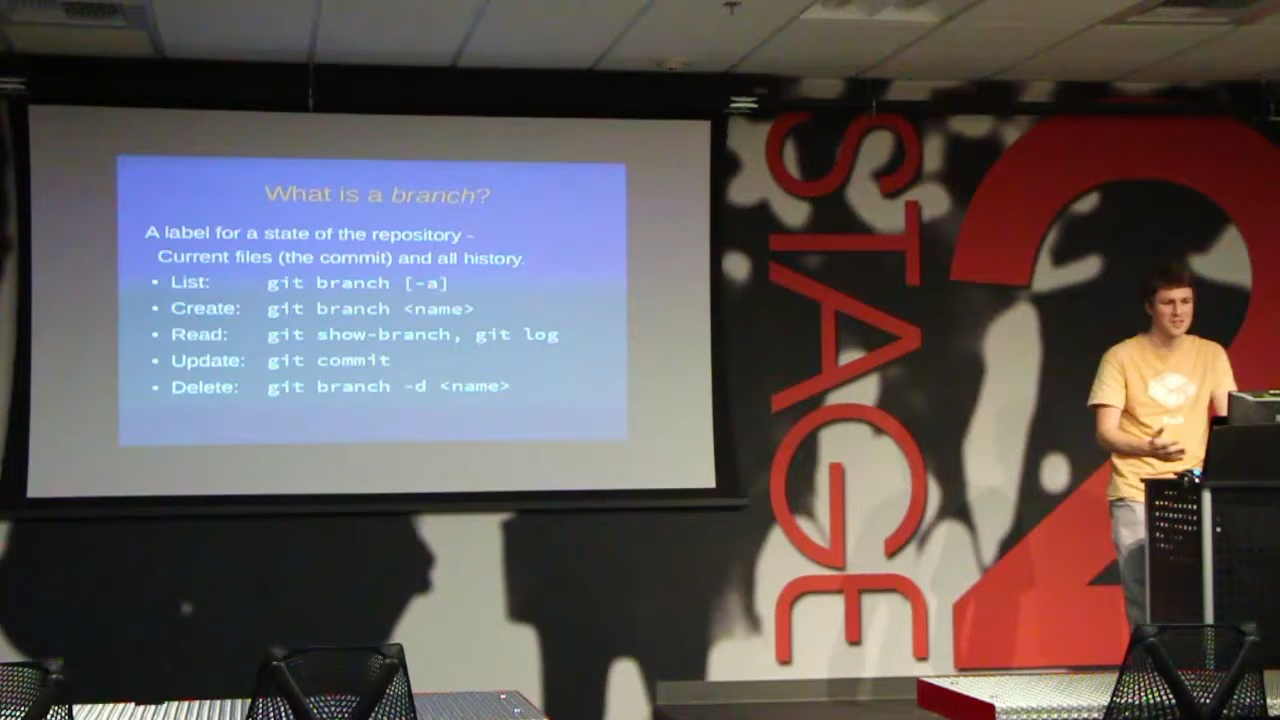 What is a branch?
A label for a state of the repository -
Current files (the commit) and all history.
• List: git branch [-a]
• Create: git branch <name>
• Read: git show-branch, git log
• Update: git commit
• Delete: git branch -d <name>
STAGE
2